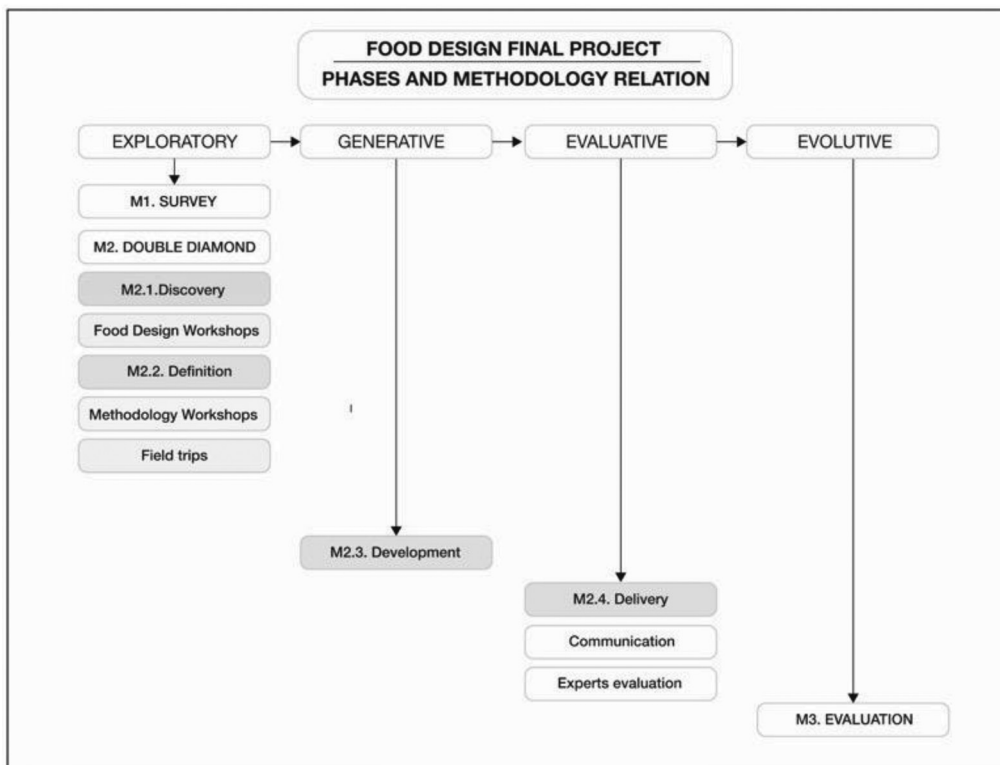 FOOD DESIGN FINAL PROJECT
PHASES AND METHODOLOGY RELATION
EXPLORATORY
GENERATIVE
EVALUATIVE
EVOLUTIVE
M1. SURVEY
M2. DOUBLE DIAMOND
M2.1.Discovery
Food Design Workshops
M2.2. Definition
Methodology Workshops
Field trips
M2.3. Development
M2.4. Delivery
Communication
Experts evaluation
M3. EVALUATION